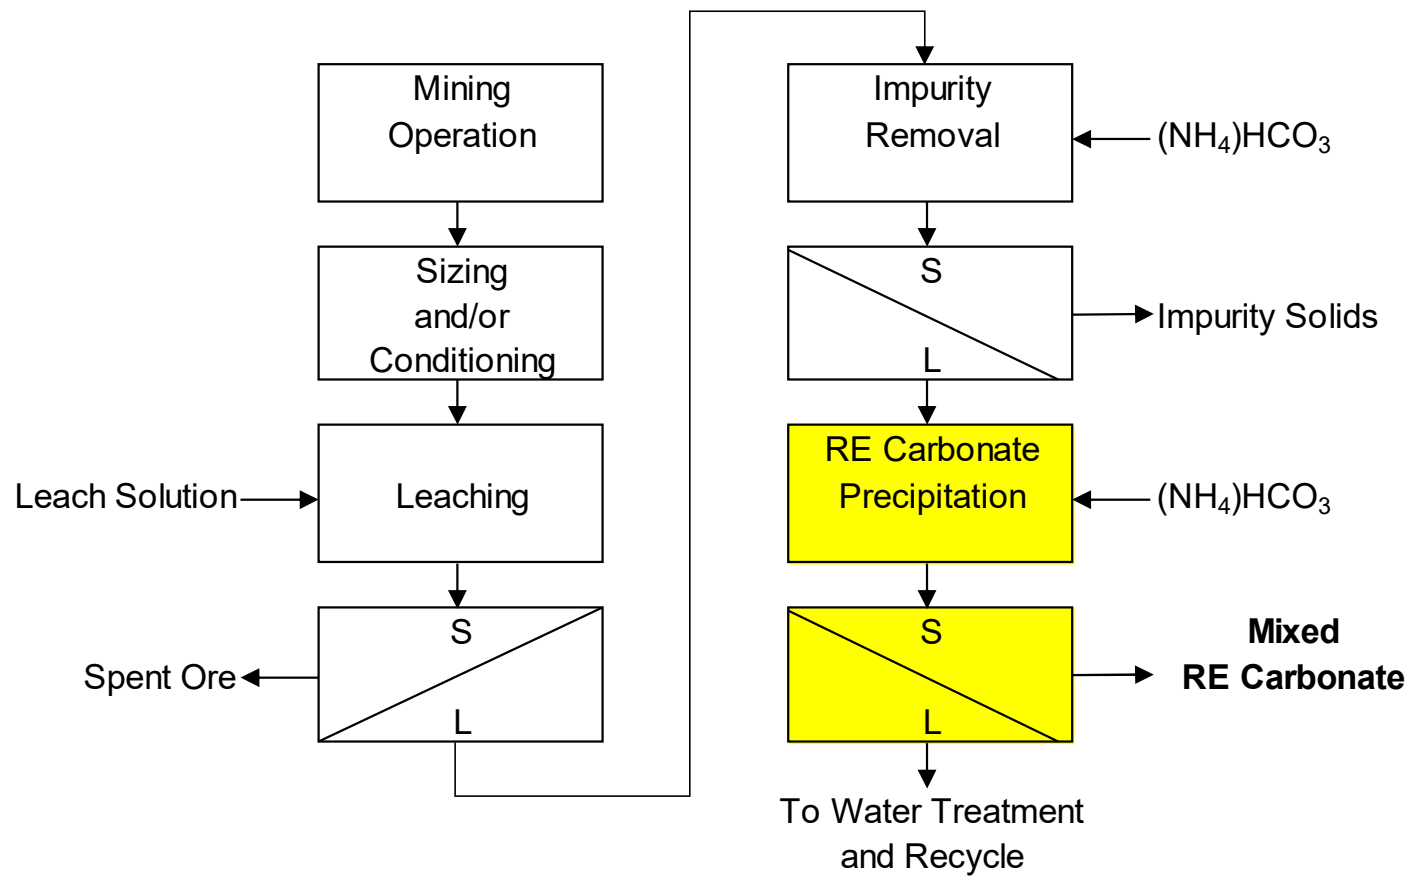 Mining
Operation
Sizing
and/or
Conditioning
Leach Solution
Leaching
S
L
Spent Ore
Impurity
Removal
(NH₄)HCO₃
S
L
Impurity Solids
RE Carbonate
Precipitation
(NH₄)HCO₃
S
L
Mixed
RE Carbonate
To Water Treatment
and Recycle